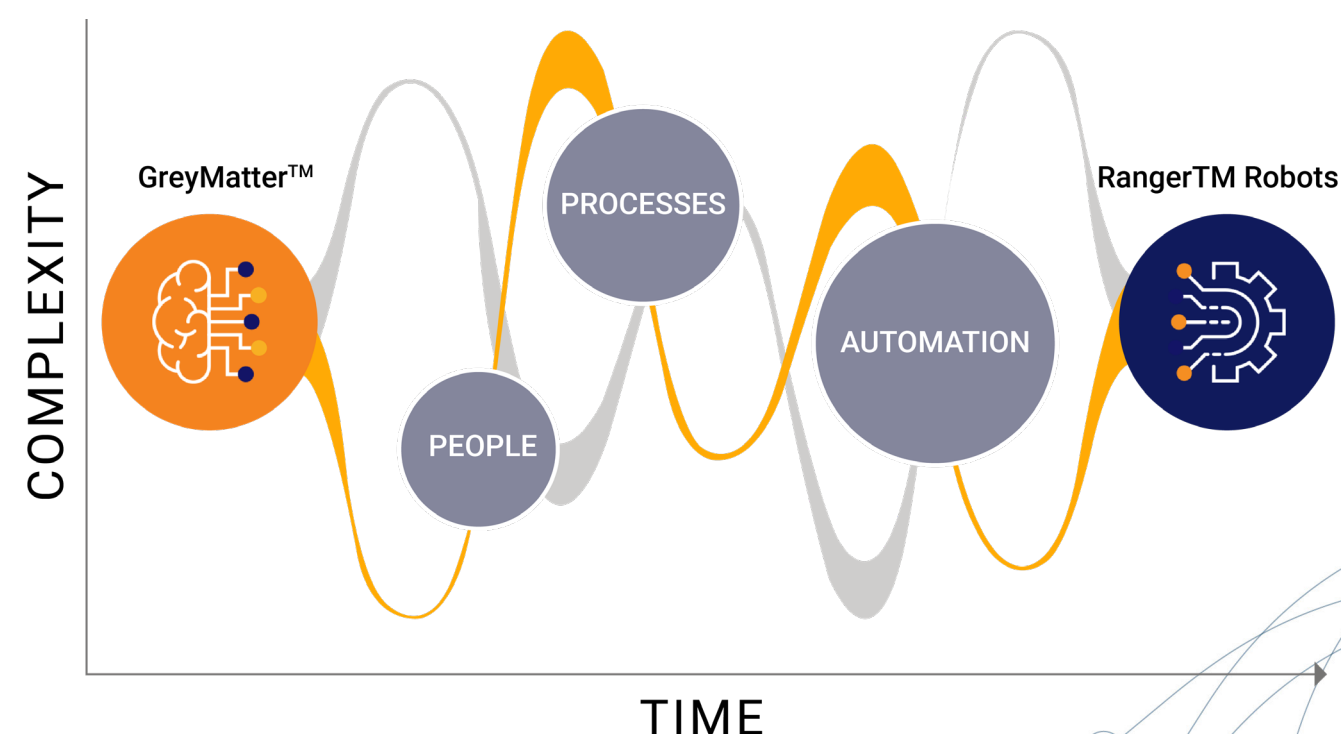 COMPLEXITY
GreyMatter™
PEOPLE
PROCESSES
AUTOMATION
RangerTM Robots
TIME